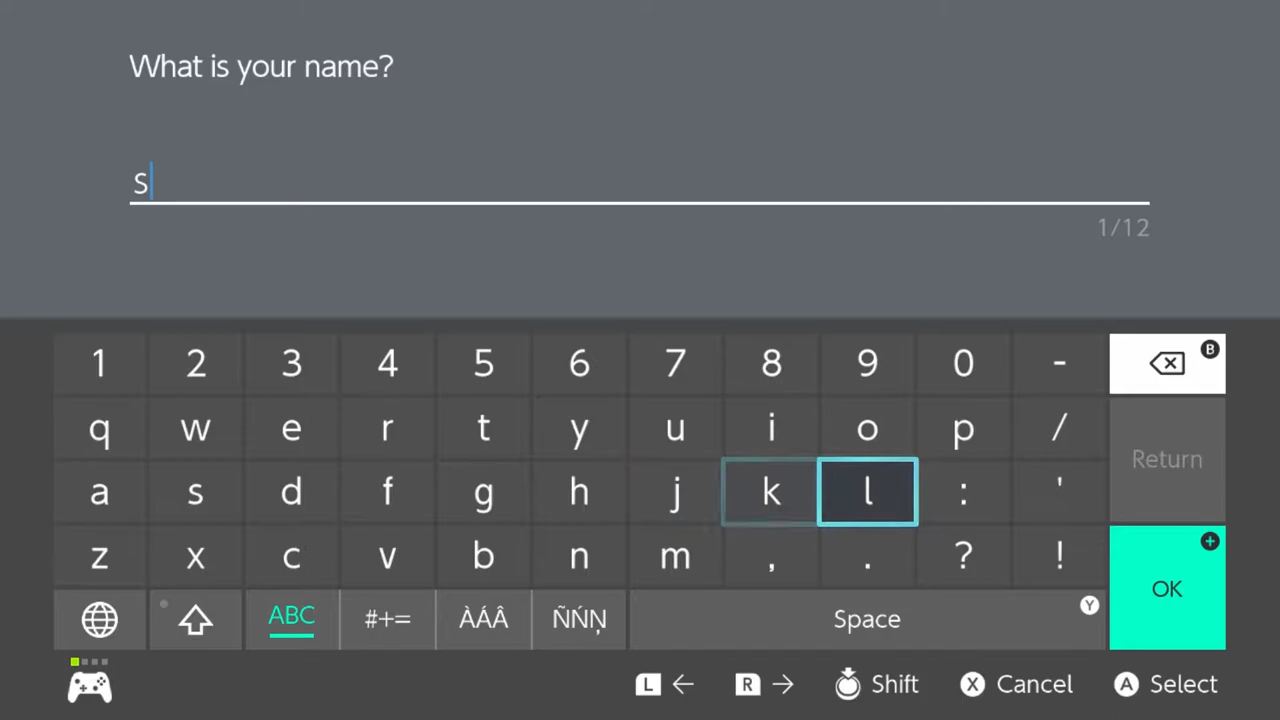 What is your name?
S
1/12
1 2 3 4 5 6 7 8 9 0 - B
q w e r t y u i o p /
Return
a s d f g h j k l : '
z x c v b n m , . ? ! +
OK
ABC #+= ÀÁÂ ÑŃŅ Space Y
L ← R → Shift X Cancel A Select